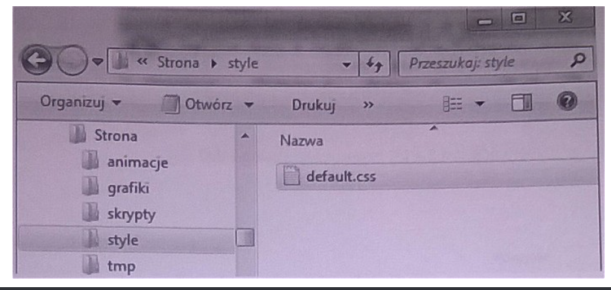 « Strona ▸ style Przeszukaj: style
Organizuj Otwórz Drukuj »
Strona
animacje
grafiki
skrypty
style
tmp
Nazwa
default.css